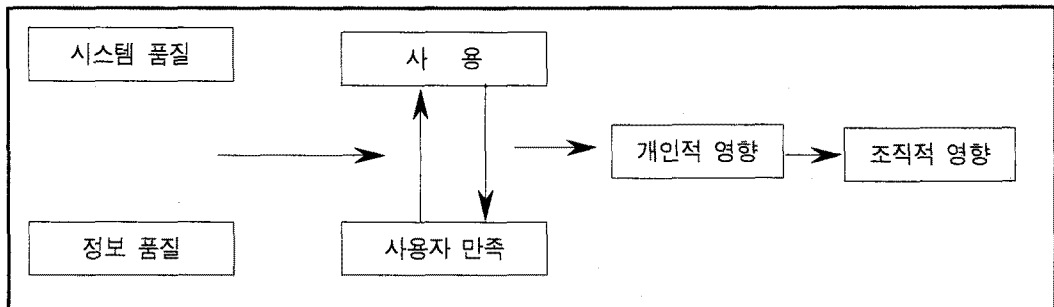 시스템 품질
사 용
개인적 영향
조직적 영향
정보 품질
사용자 만족